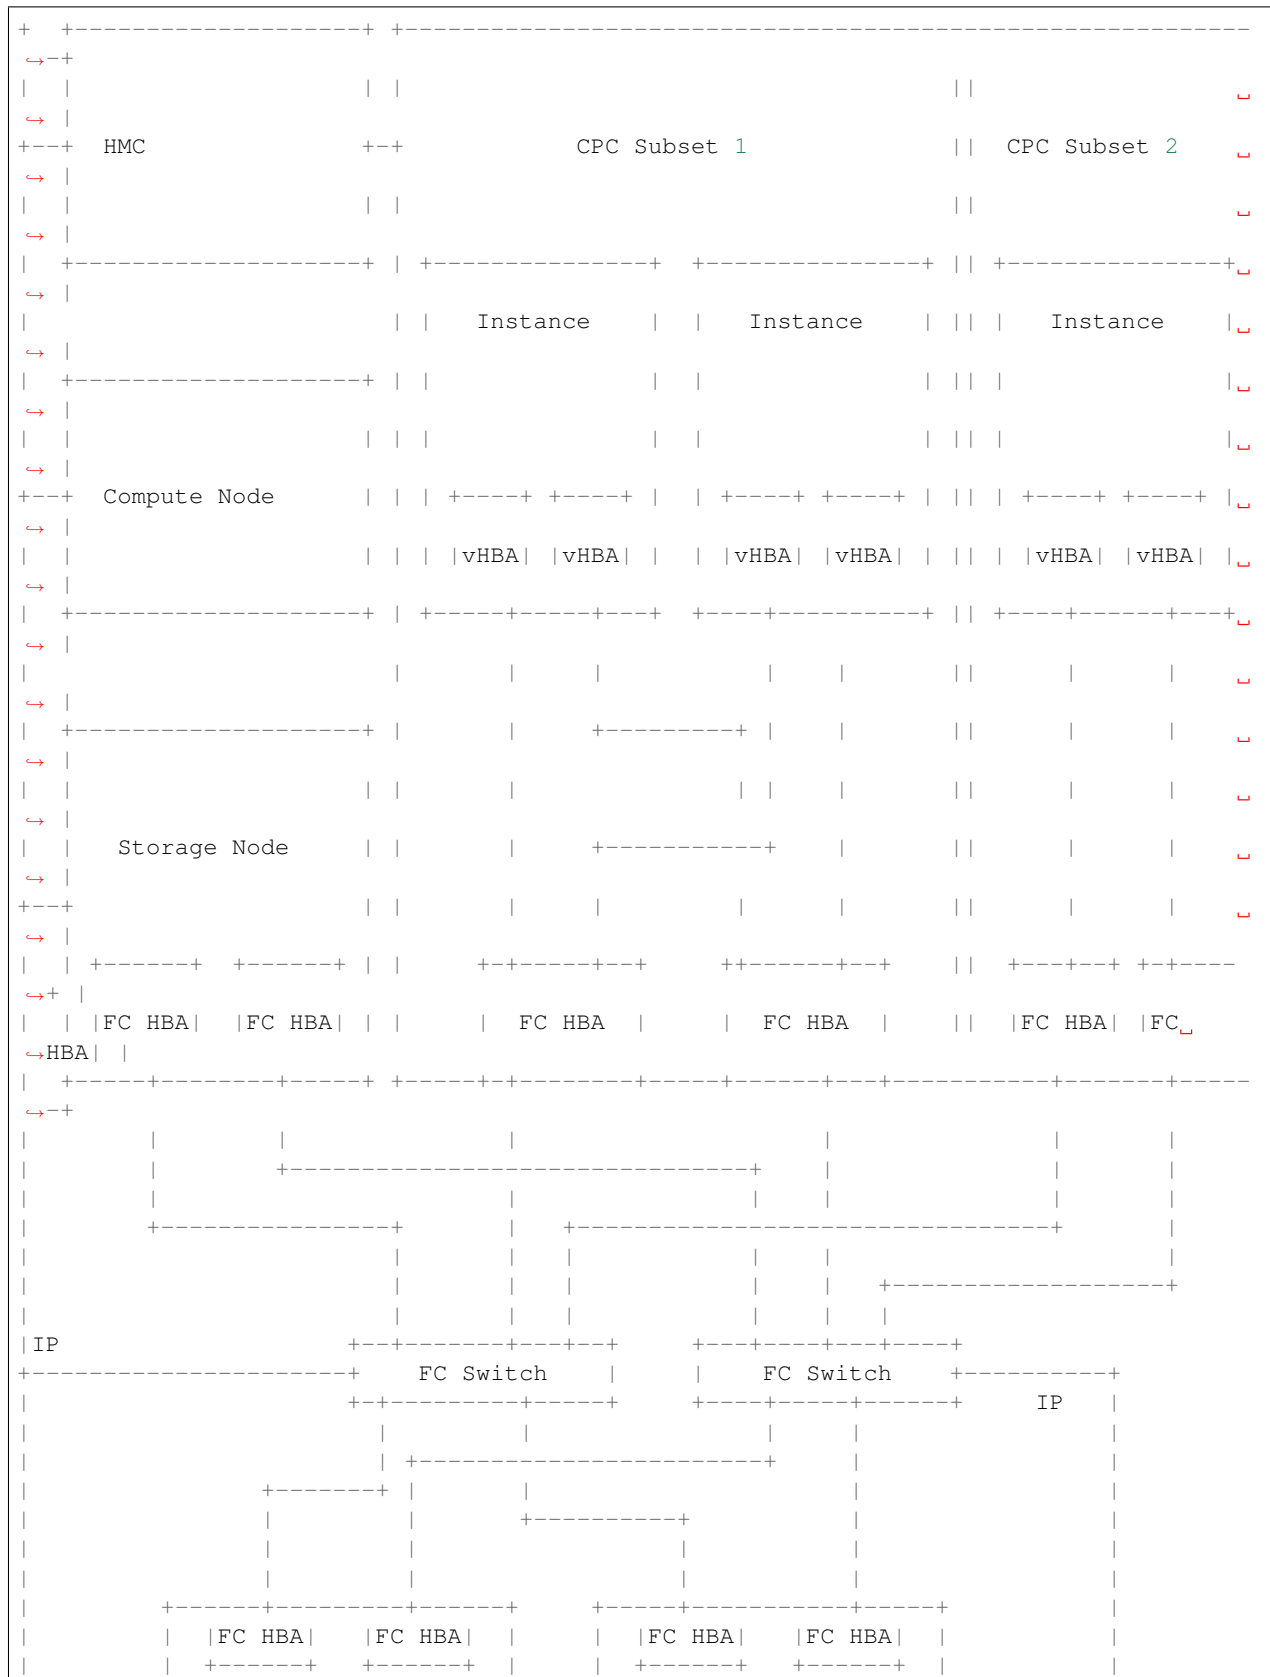 HMC CPC Subset 1 CPC Subset 2
Instance Instance Instance
Compute Node
vHBA vHBA vHBA vHBA vHBA vHBA
Storage Node
FC HBA FC HBA FC HBA FC HBA FC HBA FC
HBA
IP
FC Switch FC Switch
IP
FC HBA FC HBA FC HBA FC HBA